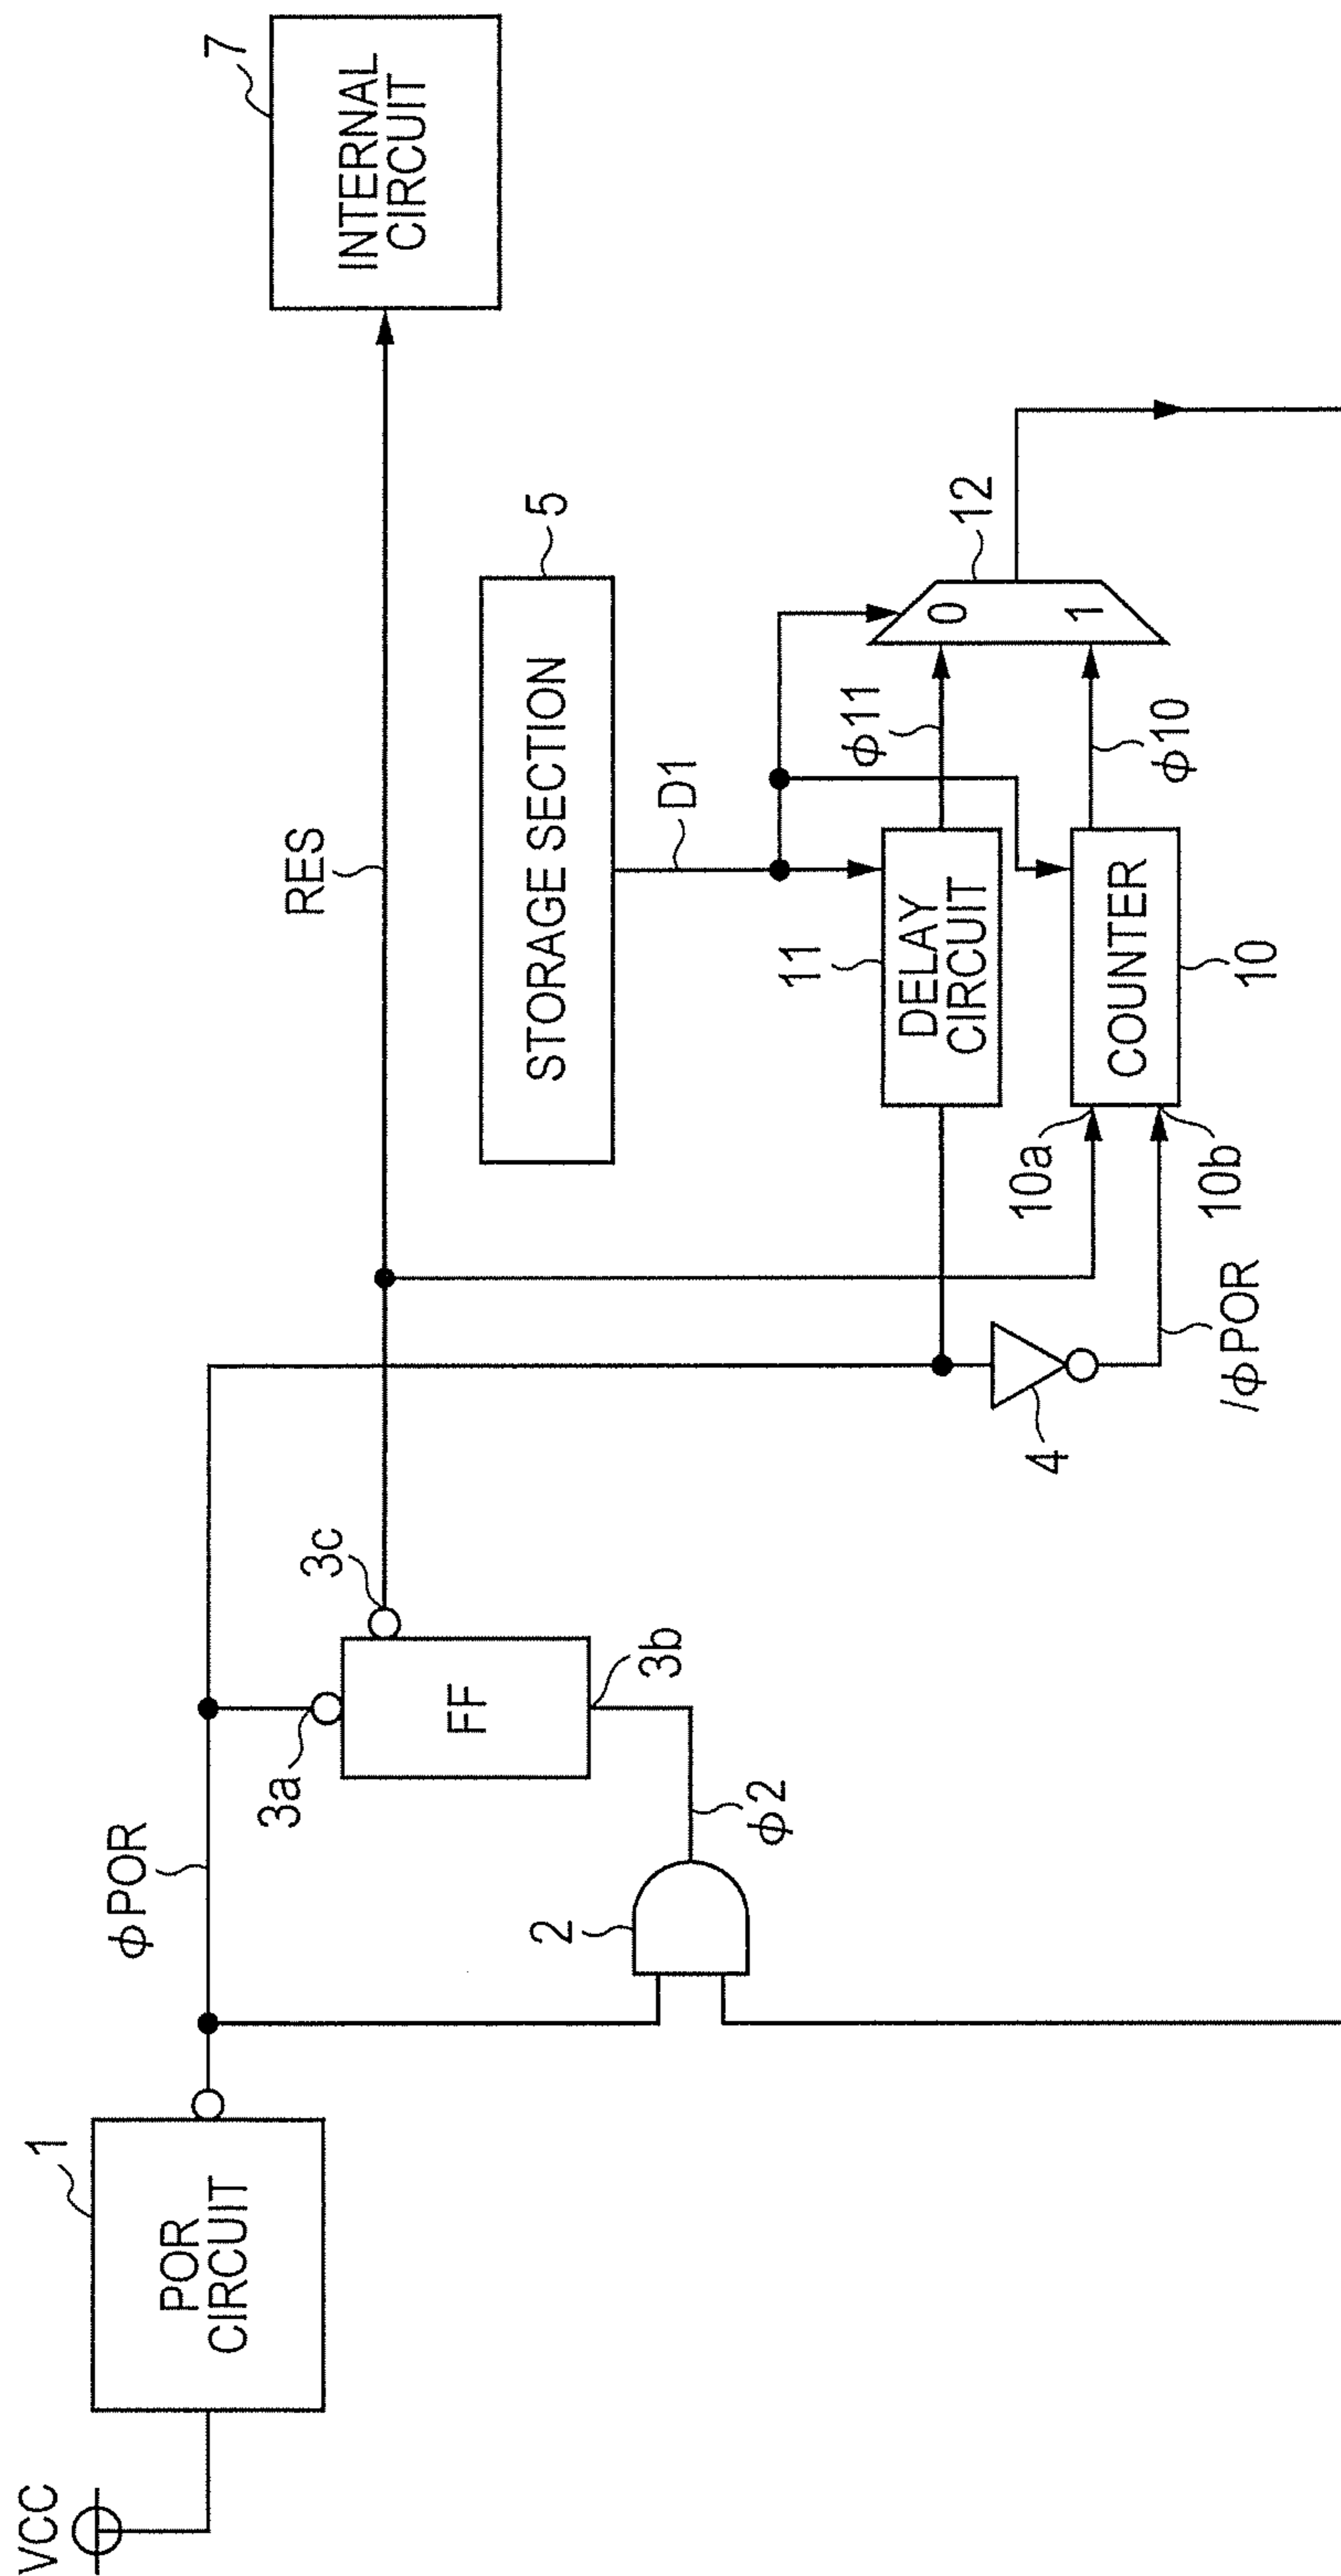 VCC
1
POR
CIRCUIT
φPOR
2
φ2
3a
FF
3b
3c
RES
7
INTERNAL
CIRCUIT
4
/φPOR
5
STORAGE SECTION
D1
11
DELAY
CIRCUIT
φ11
10a
10b
COUNTER
10
φ10
0
1
12